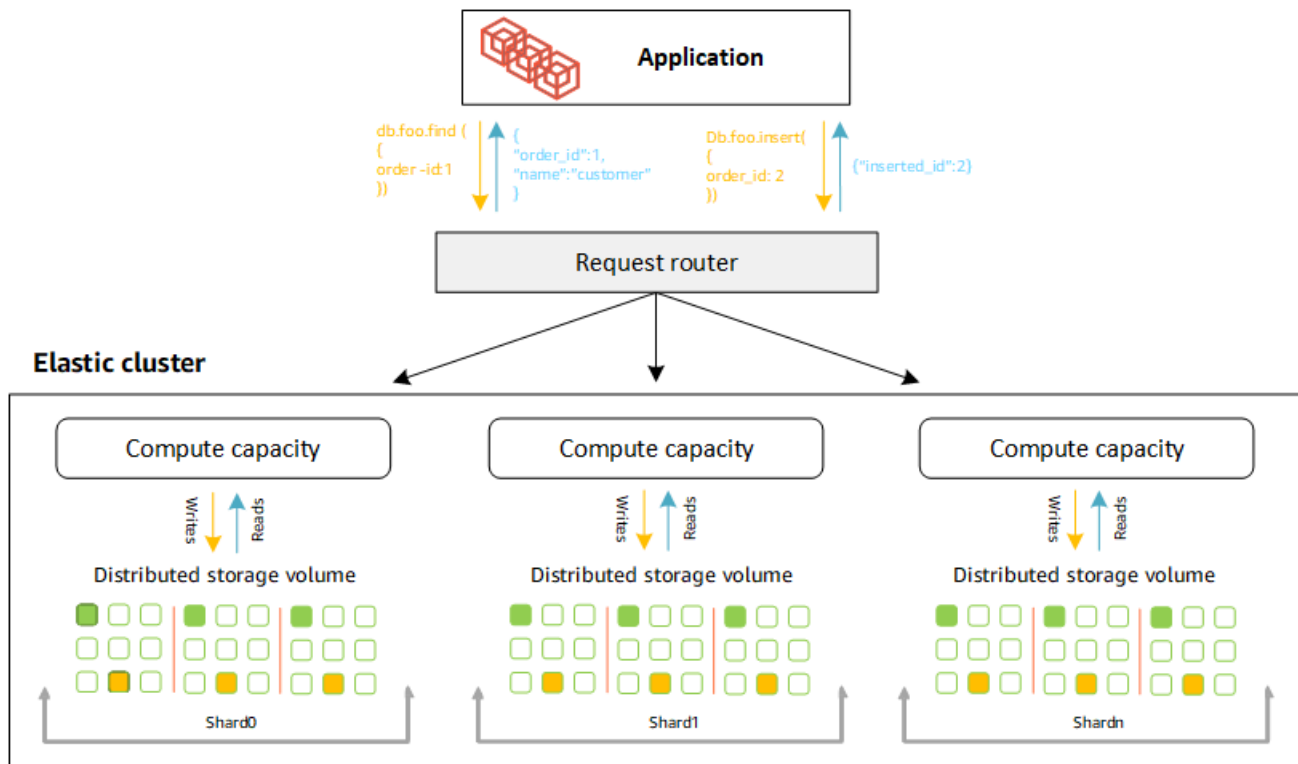 Application
db.foo.find (
{
order -id:1
})
{
"order_id":1,
"name":"customer"
}
Db.foo.insert(
{
order_id: 2
})
{"inserted_id":2}
Request router
Elastic cluster
Compute capacity
Compute capacity
Compute capacity
Writes
Reads
Writes
Reads
Writes
Reads
Distributed storage volume
Distributed storage volume
Distributed storage volume
Shard0
Shard1
Shardn